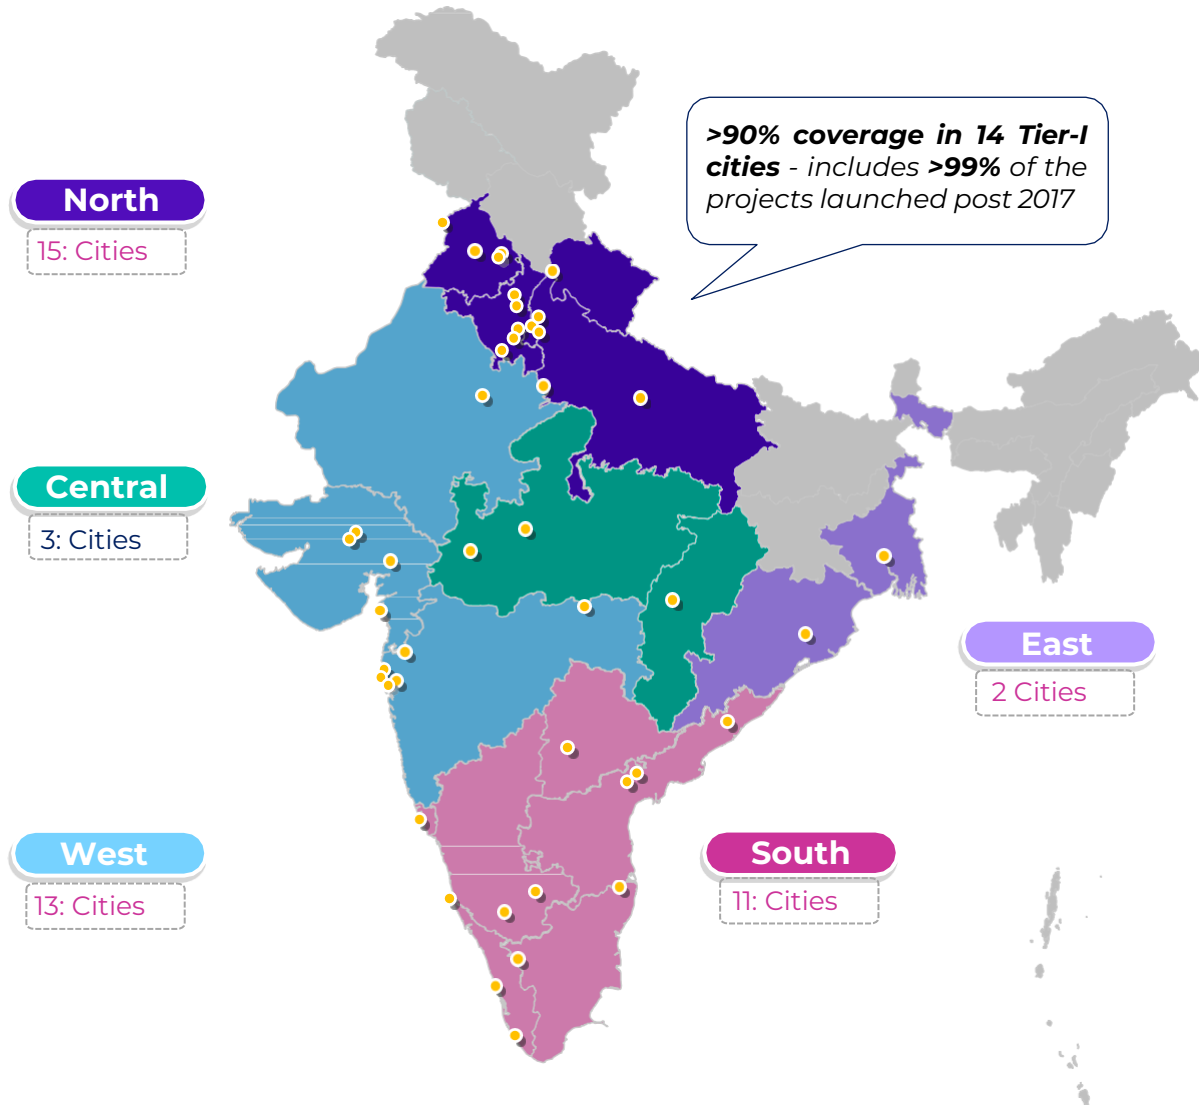 >90% coverage in 14 Tier-I
cities - includes >99% of the
projects launched post 2017
North
15: Cities
Central
3: Cities
East
2 Cities
West
13: Cities
South
11: Cities